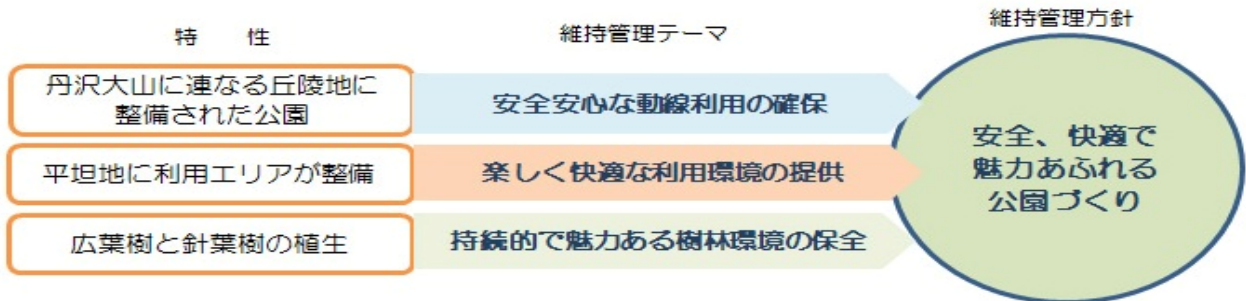 特　性
維持管理テーマ
維持管理方針
丹沢大山に連なる丘陵地に
整備された公園
安全安心な動線利用の確保
平坦地に利用エリアが整備
楽しく快適な利用環境の提供
広葉樹と針葉樹の植生
持続的で魅力ある樹林環境の保全
安全、快適で
魅力あふれる
公園づくり